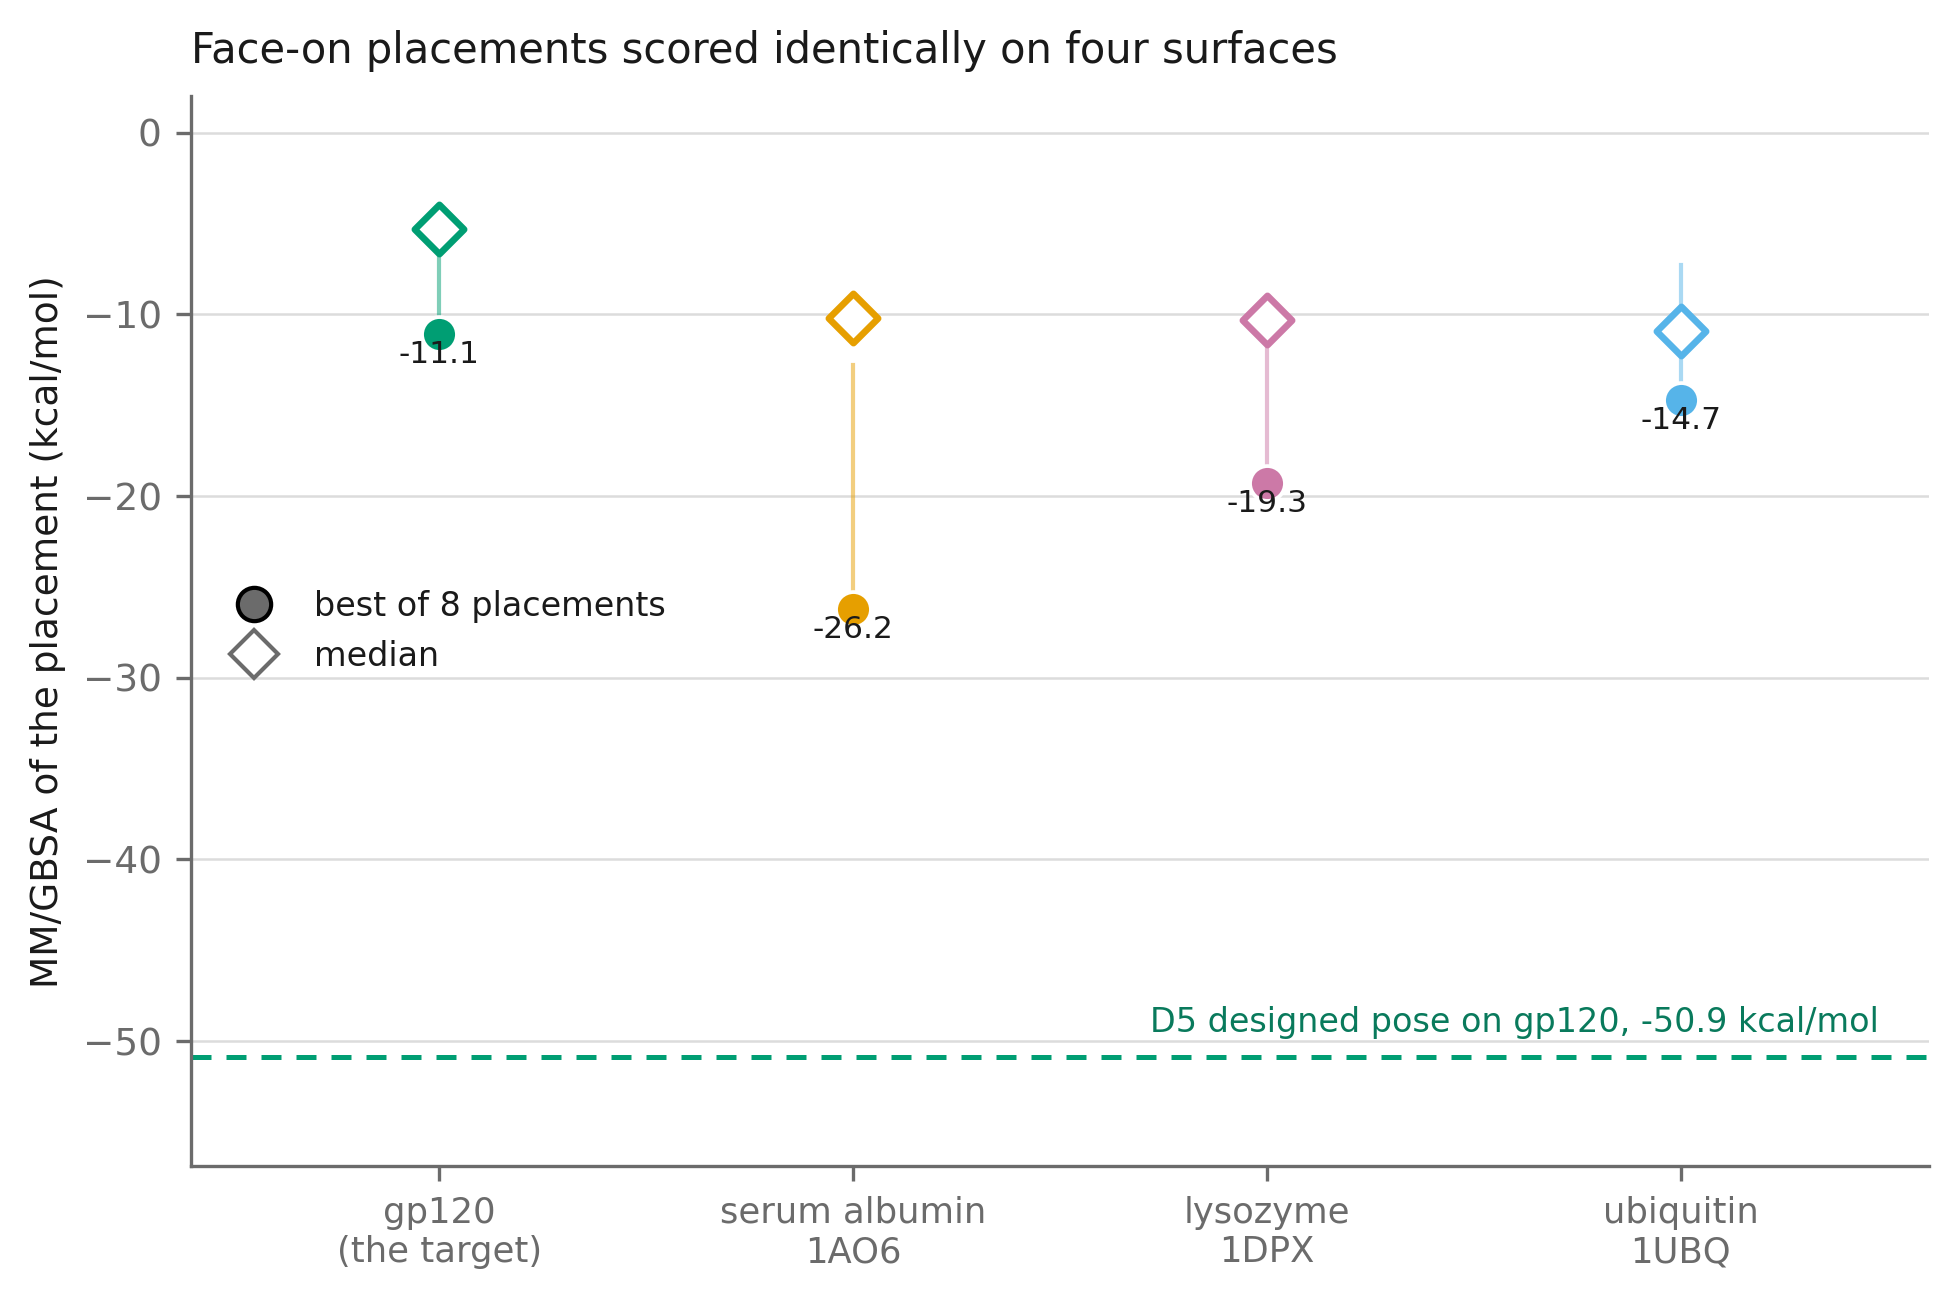 Face-on placements scored identically on four surfaces
MM/GBSA of the placement (kcal/mol)
0
−10
−20
−30
−40
−50
-11.1
-26.2
-19.3
-14.7
best of 8 placements
median
D5 designed pose on gp120, -50.9 kcal/mol
gp120
(the target)
serum albumin
1AO6
lysozyme
1DPX
ubiquitin
1UBQ